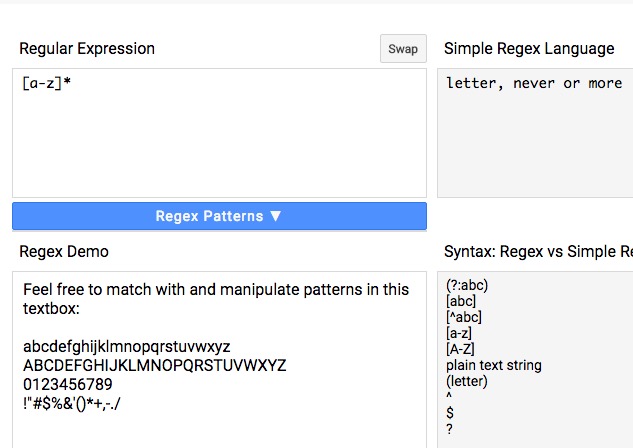 Regular Expression
Swap
[a-z]*
Regex Patterns ▼
Simple Regex Language
letter, never or more
Regex Demo
Feel free to match with and manipulate patterns in this
textbox:
abcdefghijklmnopqrstuvwxyz
ABCDEFGHIJKLMNOPQRSTUVWXYZ
0123456789
!"#$%&'()*+,-./
Syntax: Regex vs Simple Re
(?:abc)
[abc]
[^abc]
[a-z]
[A-Z]
plain text string
(letter)
^
$
?